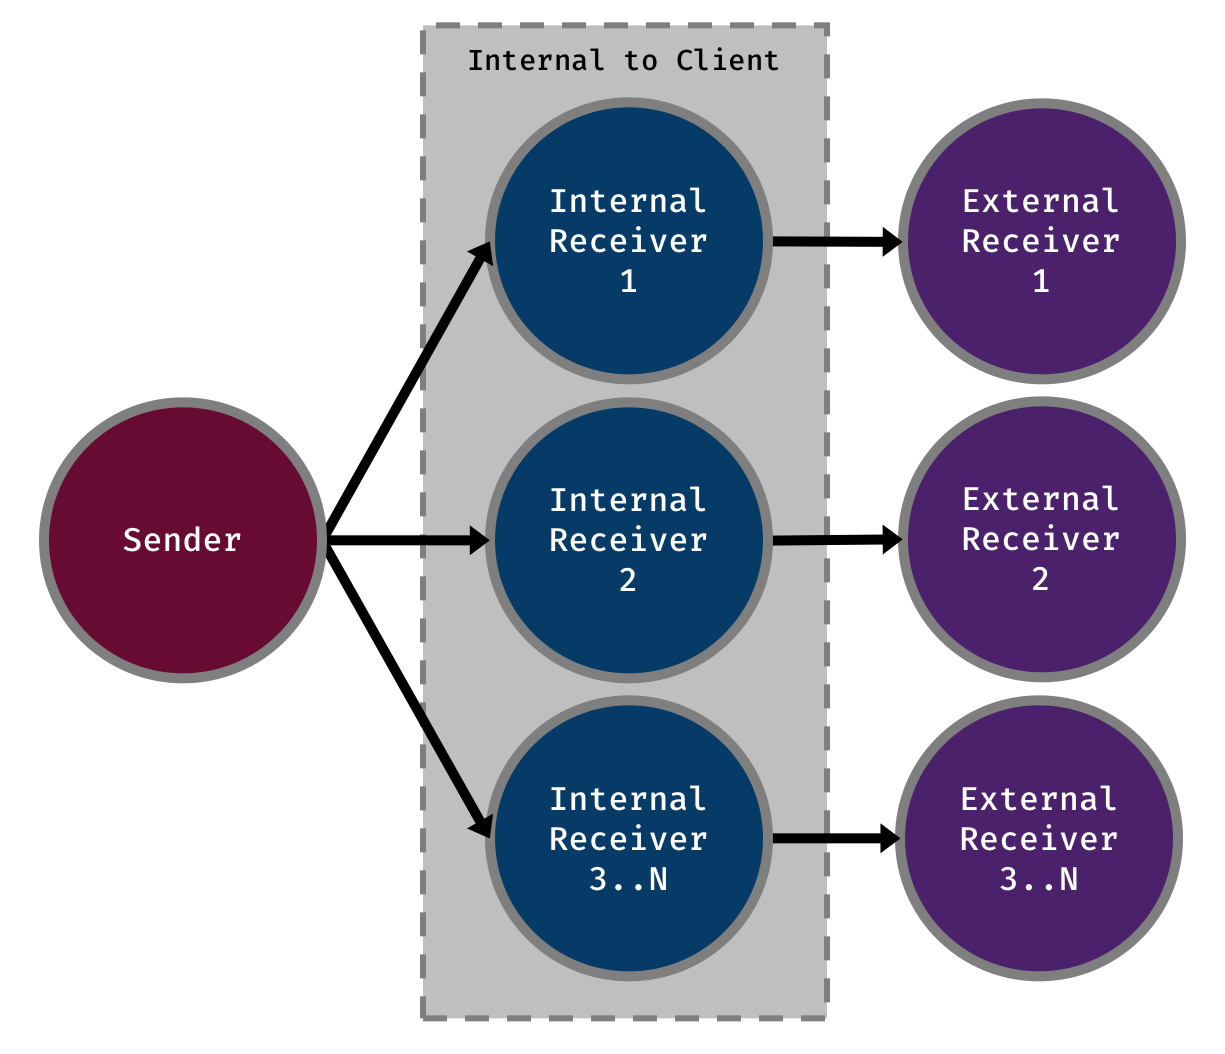 Internal to Client
Internal
Receiver
1
External
Receiver
1
Sender
Internal
Receiver
2
External
Receiver
2
Internal
Receiver
3..N
External
Receiver
3..N